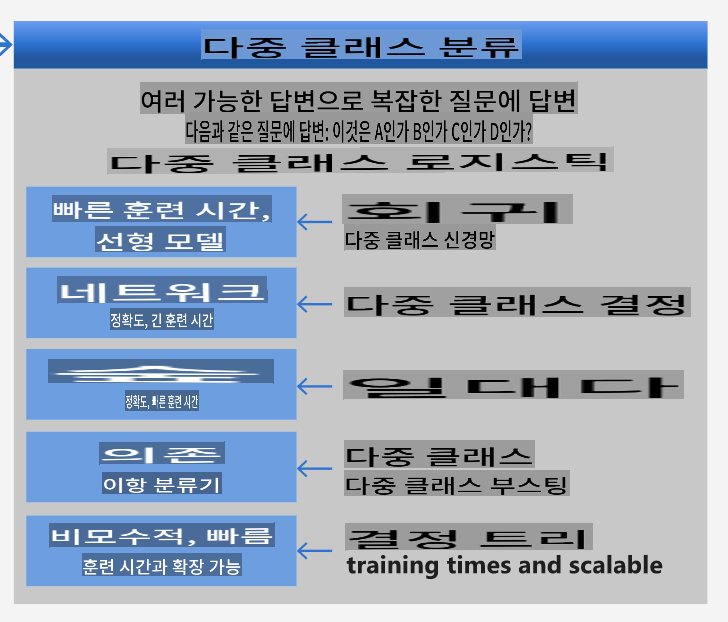 다중 클래스 분류
여러 가능한 답변으로 복잡한 질문에 답변
다음과 같은 질문에 답변: 이것은 A인가 B인가 C인가 D인가?
다중 클래스 로지스틱
빠른 훈련 시간,
선형 모델
회귀
다중 클래스 신경망
네트워크
정확도, 긴 훈련 시간
다중 클래스 결정
숲
정확도, 빠른 훈련 시간
일대다
의존
이항 분류기
다중 클래스
다중 클래스 부스팅
비모수적, 빠름
훈련 시간과 확장 가능
결정 트리
training times and scalable